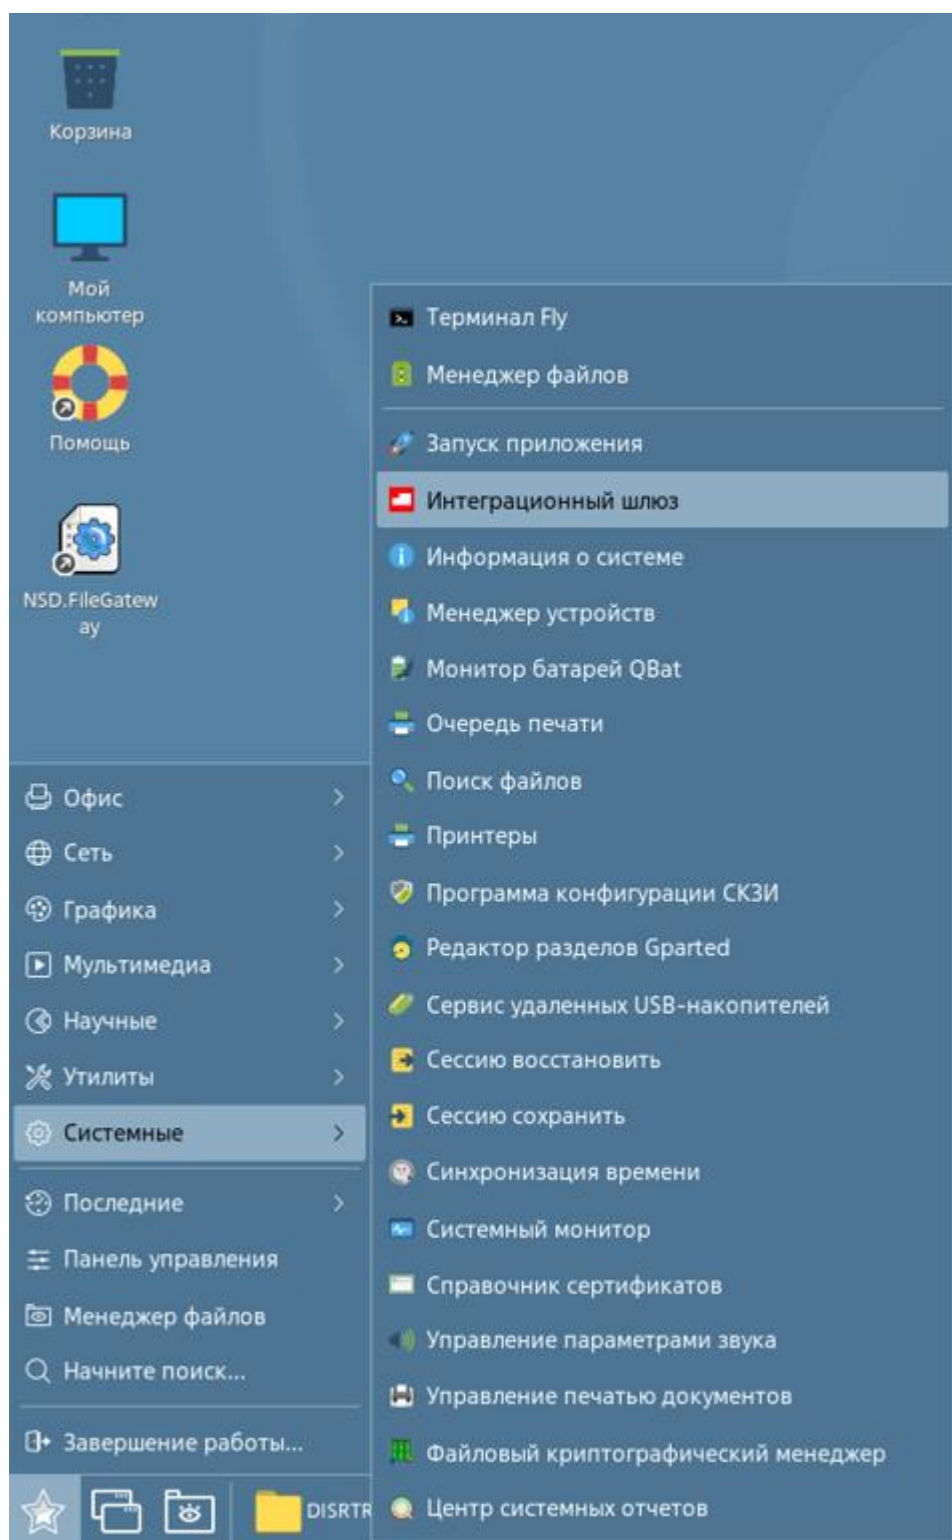 Корзина
Мой
компьютер
Помощь
NSD.FileGatew
ay
Офис
Сеть
Графика
Мультимедиа
Научные
Утилиты
Системные
Последние
Панель управления
Менеджер файлов
Начните поиск...
Завершение работы...
DISRTR
Терминал Fly
Менеджер файлов
Запуск приложения
Интеграционный шлюз
Информация о системе
Менеджер устройств
Монитор батарей QBat
Очередь печати
Поиск файлов
Принтеры
Программа конфигурации СКЗИ
Редактор разделов Gparted
Сервис удаленных USB-накопителей
Сессию восстановить
Сессию сохранить
Синхронизация времени
Системный монитор
Справочник сертификатов
Управление параметрами звука
Управление печатью документов
Файловый криптографический менеджер
Центр системных отчетов